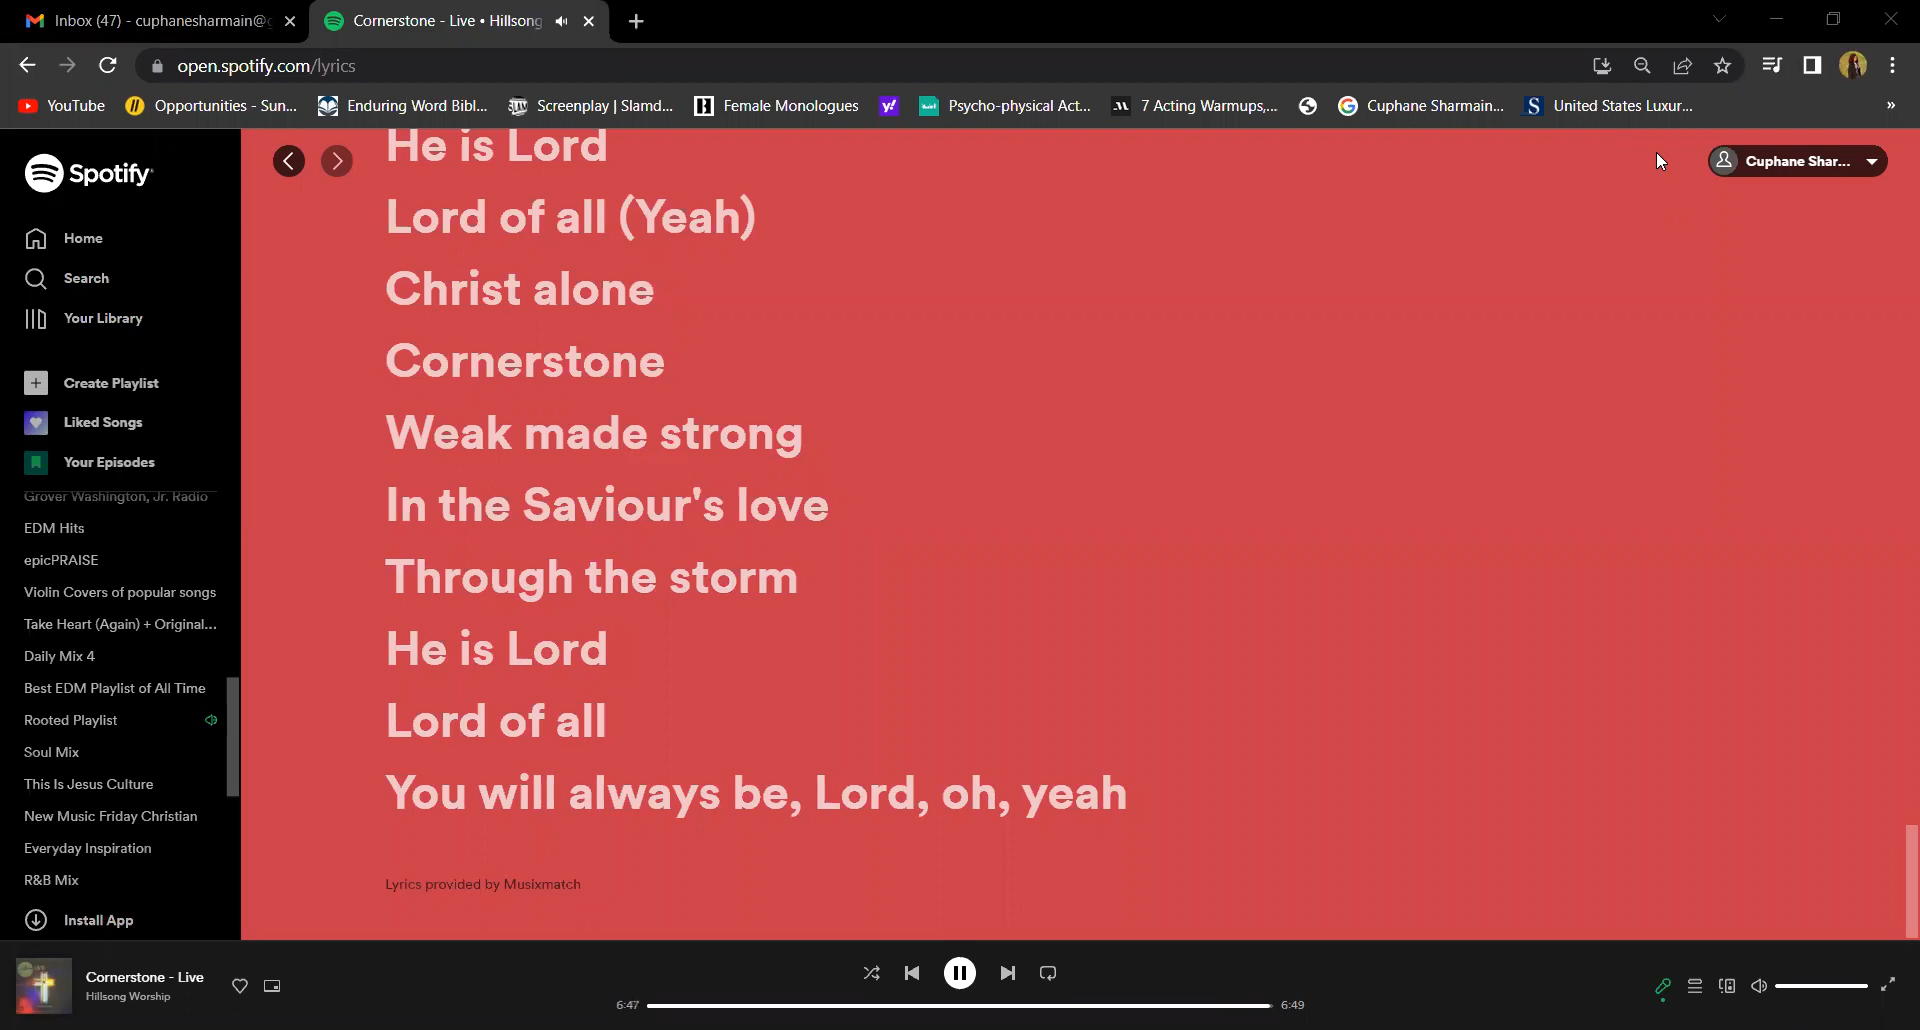 Inbox (47) - cuphanesharmain@g
Cornerstone - Live • Hillsong
open.spotify.com/lyrics
YouTube
Opportunities - Sun...
Enduring Word Bibl...
Screenplay | Slamd...
Female Monologues
Psycho-physical Act...
7 Acting Warmups,...
Cuphane Sharmain...
United States Luxur...
»
Spotify
Cuphane Shar...
Home
Search
Your Library
Create Playlist
Liked Songs
Your Episodes
Grover Washington, Jr. Radio
EDM Hits
epicPRAISE
Violin Covers of popular songs
Take Heart (Again) + Original...
Daily Mix 4
Best EDM Playlist of All Time
Rooted Playlist
Soul Mix
This Is Jesus Culture
New Music Friday Christian
Everyday Inspiration
R&B Mix
Install App
He is Lord
Lord of all (Yeah)
Christ alone
Cornerstone
Weak made strong
In the Saviour's love
Through the storm
He is Lord
Lord of all
You will always be, Lord, oh, yeah
Lyrics provided by Musixmatch
Cornerstone - Live
Hillsong Worship
6:47
6:49